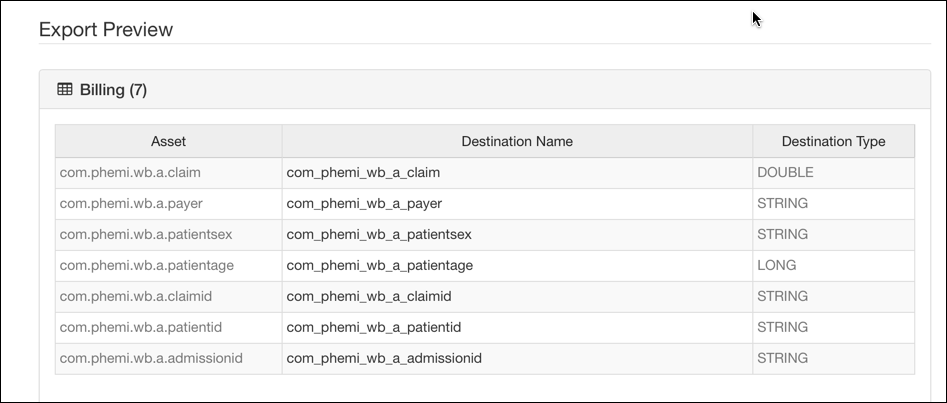 Export Preview
Billing (7)
Asset Destination Name Destination Type
com.phemi.wb.a.claim com_phemi_wb_a_claim DOUBLE
com.phemi.wb.a.payer com_phemi_wb_a_payer STRING
com.phemi.wb.a.patientsex com_phemi_wb_a_patientsex STRING
com.phemi.wb.a.patientage com_phemi_wb_a_patientage LONG
com.phemi.wb.a.claimid com_phemi_wb_a_claimid STRING
com.phemi.wb.a.patientid com_phemi_wb_a_patientid STRING
com.phemi.wb.a.admissionid com_phemi_wb_a_admissionid STRING